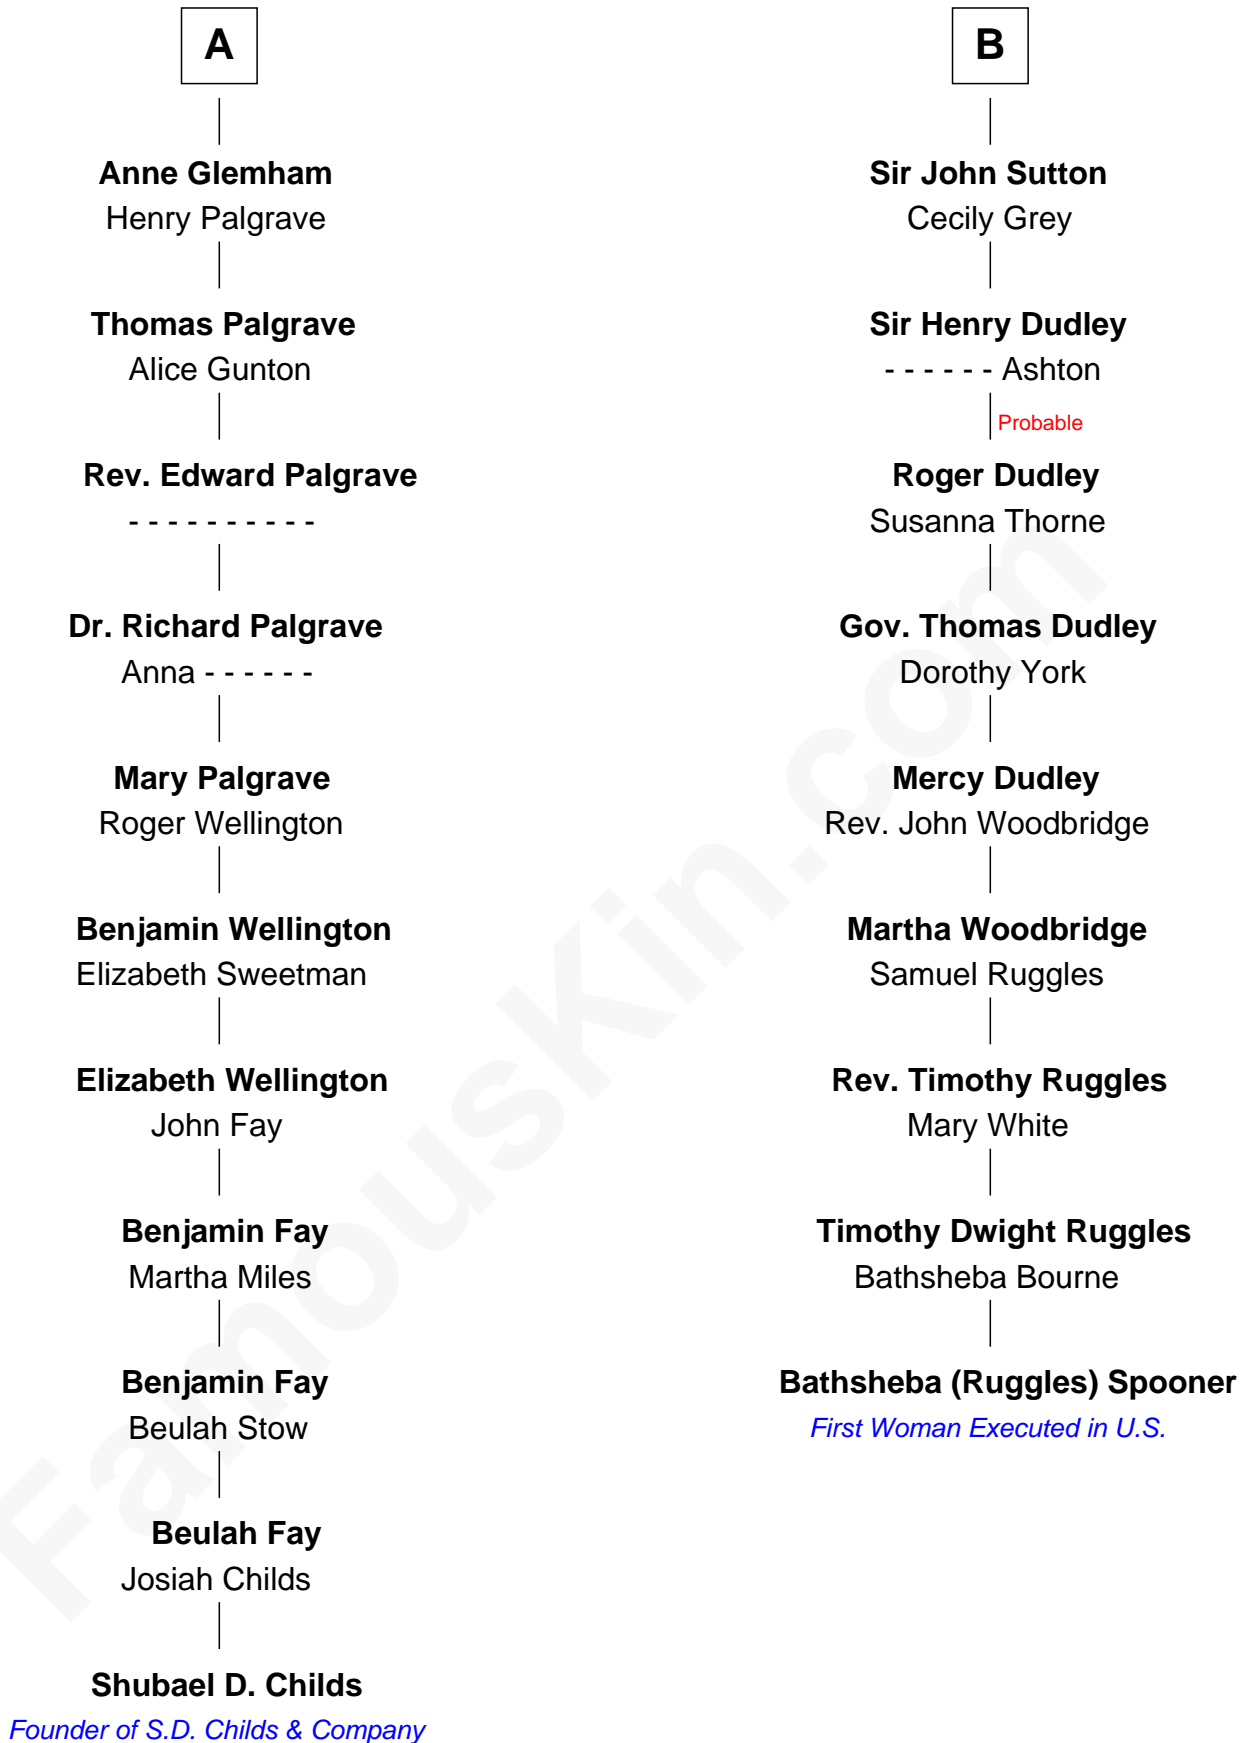 A
Anne Glemham
Henry Palgrave
Thomas Palgrave
Alice Gunton
Rev. Edward Palgrave
- - - - - - - - - -
Dr. Richard Palgrave
Anna - - - - - -
Mary Palgrave
Roger Wellington
Benjamin Wellington
Elizabeth Sweetman
Elizabeth Wellington
John Fay
Benjamin Fay
Martha Miles
Benjamin Fay
Beulah Stow
Beulah Fay
Josiah Childs
Shubael D. Childs
Founder of S.D. Childs & Company
B
Sir John Sutton
Cecily Grey
Sir Henry Dudley
- - - - - - Ashton
Probable
Roger Dudley
Susanna Thorne
Gov. Thomas Dudley
Dorothy York
Mercy Dudley
Rev. John Woodbridge
Martha Woodbridge
Samuel Ruggles
Rev. Timothy Ruggles
Mary White
Timothy Dwight Ruggles
Bathsheba Bourne
Bathsheba (Ruggles) Spooner
First Woman Executed in U.S.
FamousKin.com